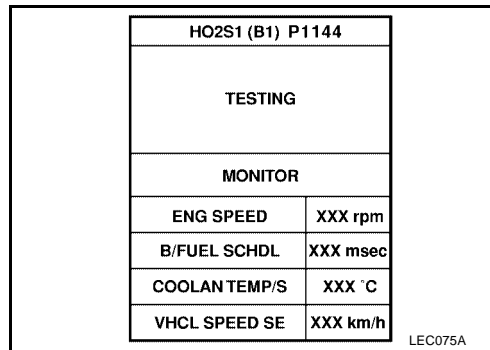 HO2S1 (B1) P1144
TESTING
MONITOR
ENG SPEED XXX rpm
B/FUEL SCHDL XXX msec
COOLAN TEMP/S XXX °C
VHCL SPEED SE XXX km/h
LEC075A